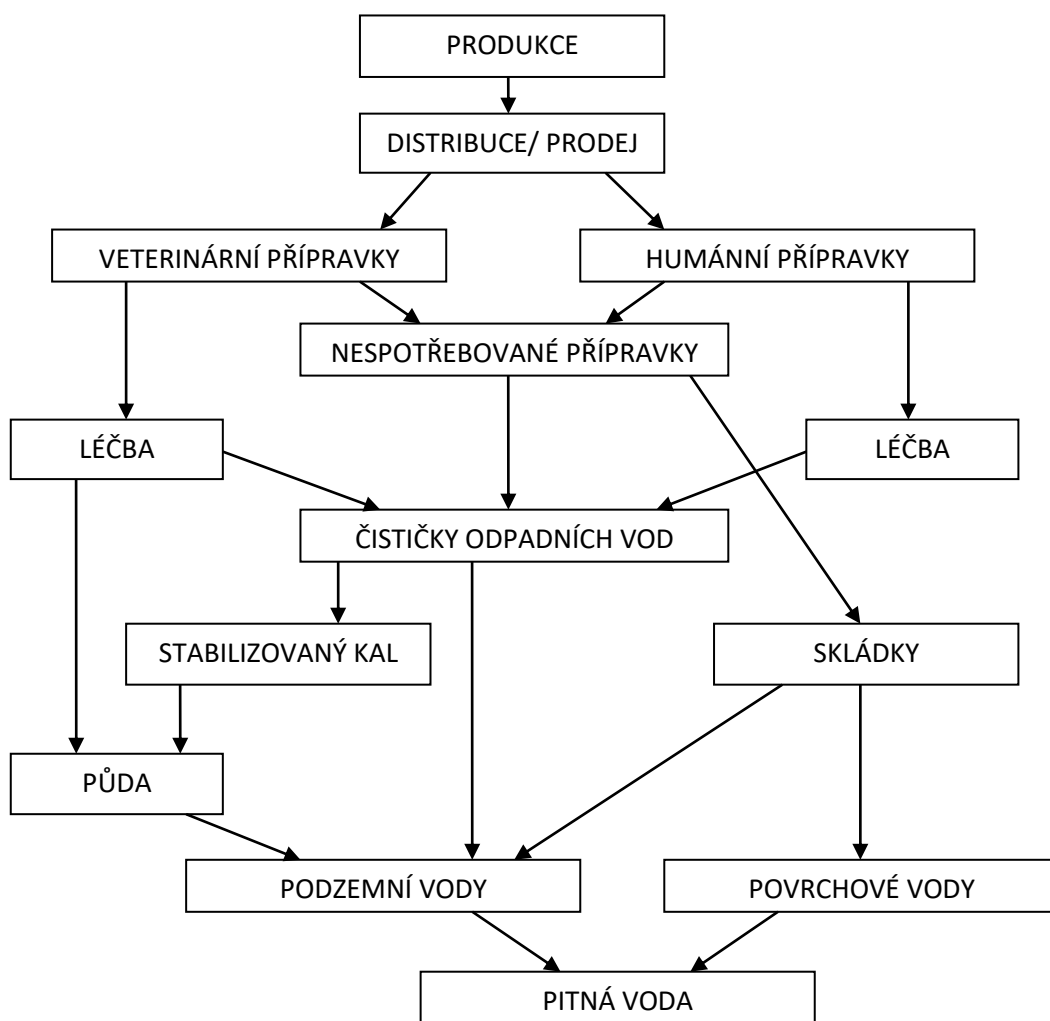 PRODUKCE
DISTRIBUCE/ PRODEJ
VETERINÁRNÍ PŘÍPRAVKY
HUMÁNNÍ PŘÍPRAVKY
NESPOTŘEBOVANÉ PŘÍPRAVKY
LÉČBA
LÉČBA
ČISTIČKY ODPADNÍCH VOD
STABILIZOVANÝ KAL
SKLÁDKY
PŮDA
PODZEMNÍ VODY
POVRCHOVÉ VODY
PITNÁ VODA